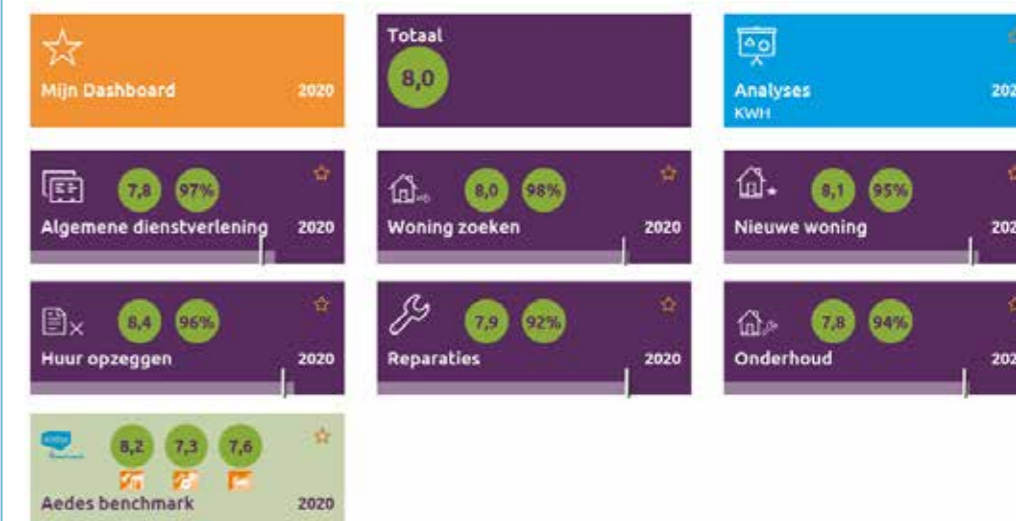 Totaal
8,0
Mijn Dashboard 2020
Analyses
KWH
7,8 97%
Algemene dienstverlening 2020
8,0 98%
Woning zoeken 2020
8,1 95%
Nieuwe woning
8,4 96%
Huur opzeggen 2020
7,9 92%
Reparaties 2020
7,8 94%
Onderhoud
8,2 7,3 7,6
Aedes benchmark 2020